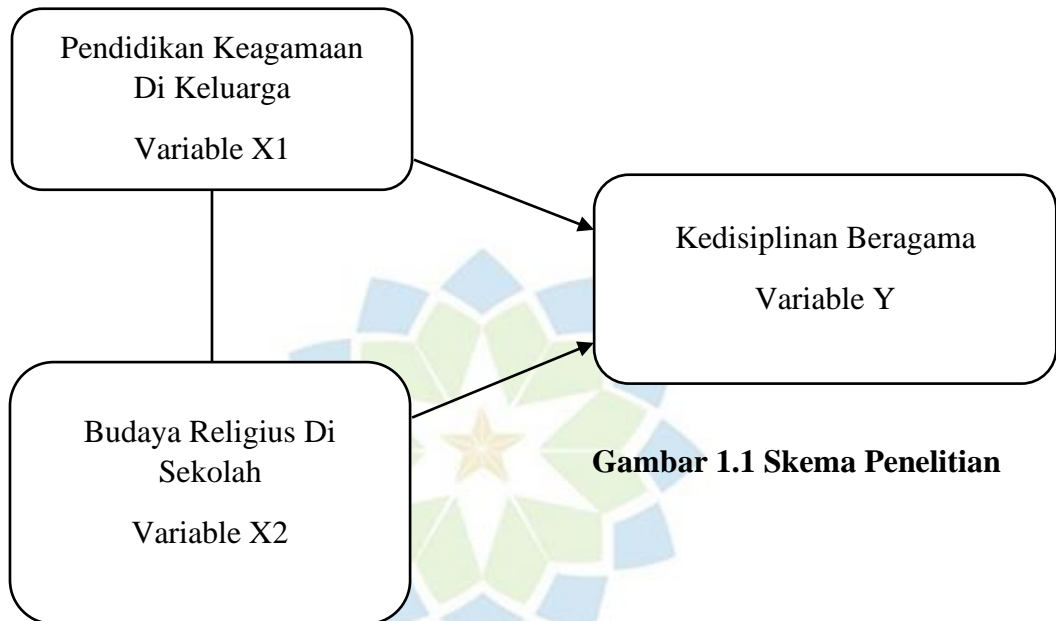 Pendidikan Keagamaan
Di Keluarga
Variable X1
Kedisiplinan Beragama
Variable Y
Budaya Religius Di
Sekolah
Variable X2
Gambar 1.1 Skema Penelitian